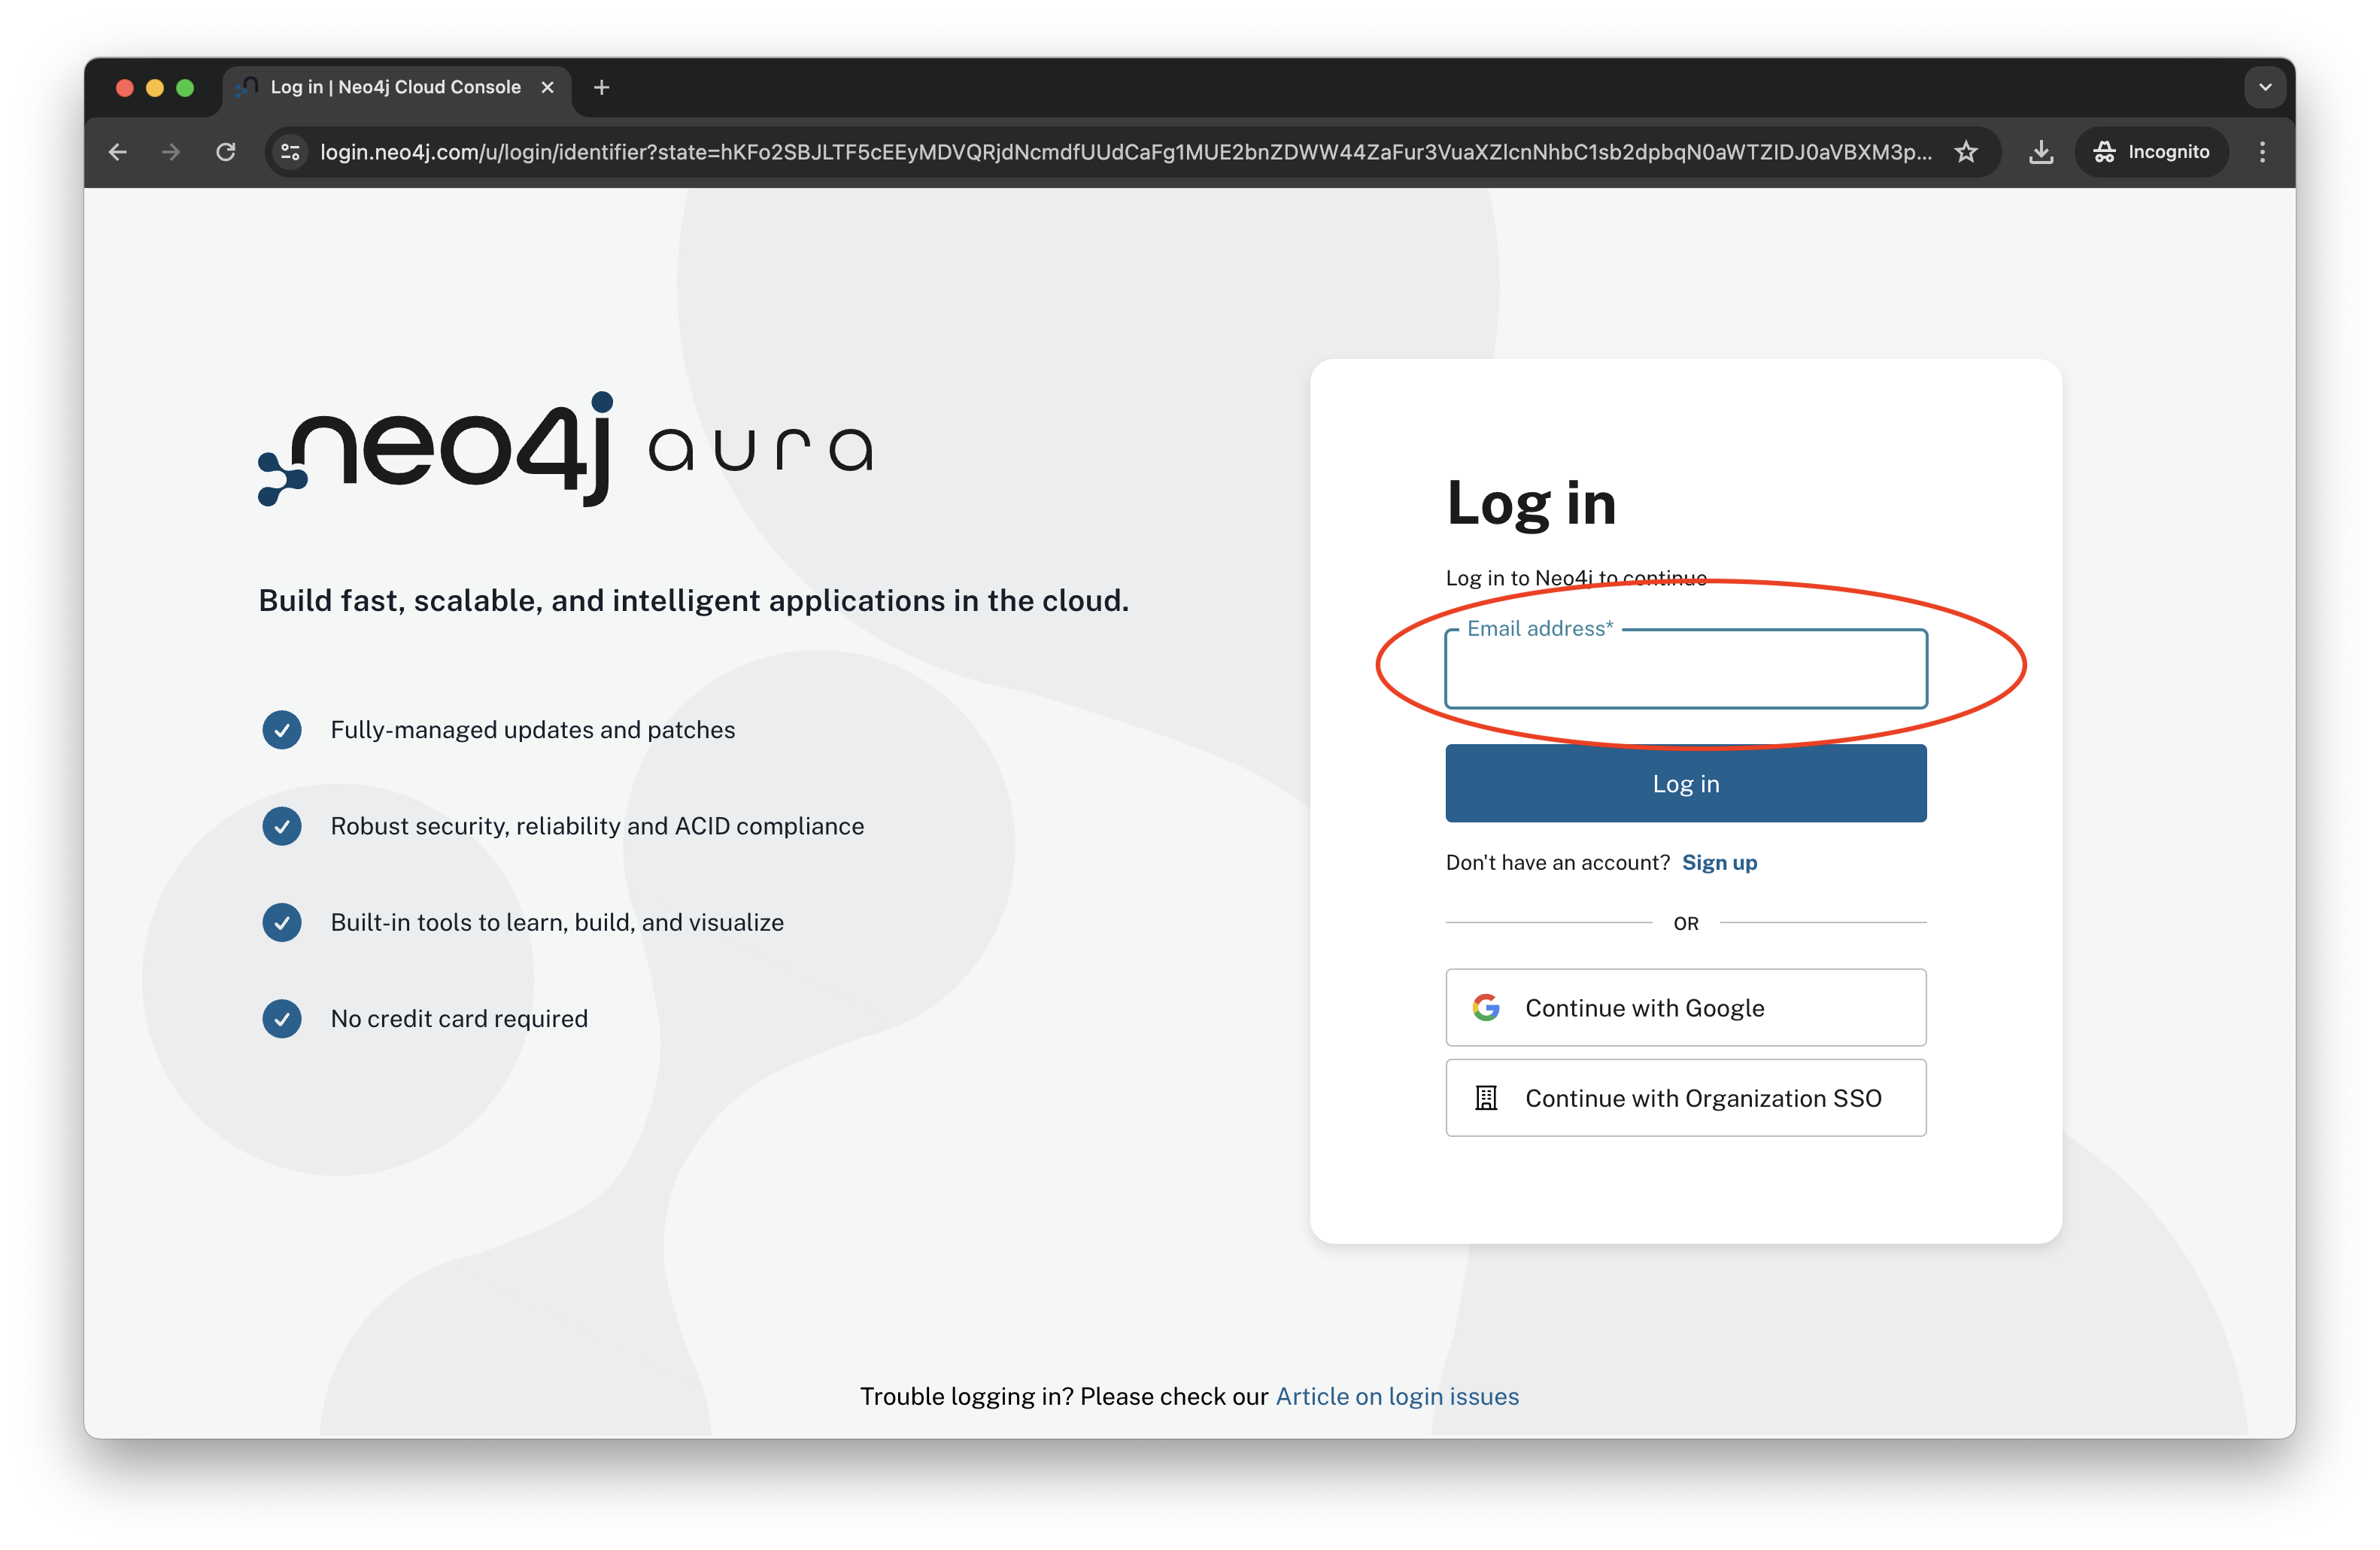 Log in | Neo4j Cloud Console
login.neo4j.com/u/login/identifier?state=hKFo2SBJLTF5cEEyMDVQRjdNcmdfUUdCaFg1MUE2bnZDWW44ZaFur3VuaXZlcnNhbC1sb2dpbqN0aWTZIDJ0aVBXM3p...
Incognito
neo4j aura
Build fast, scalable, and intelligent applications in the cloud.
Fully-managed updates and patches
Robust security, reliability and ACID compliance
Built-in tools to learn, build, and visualize
No credit card required
Log in
Log in to Neo4j to continue
Email address*
Log in
Don't have an account? Sign up
OR
Continue with Google
Continue with Organization SSO
Trouble logging in? Please check our Article on login issues